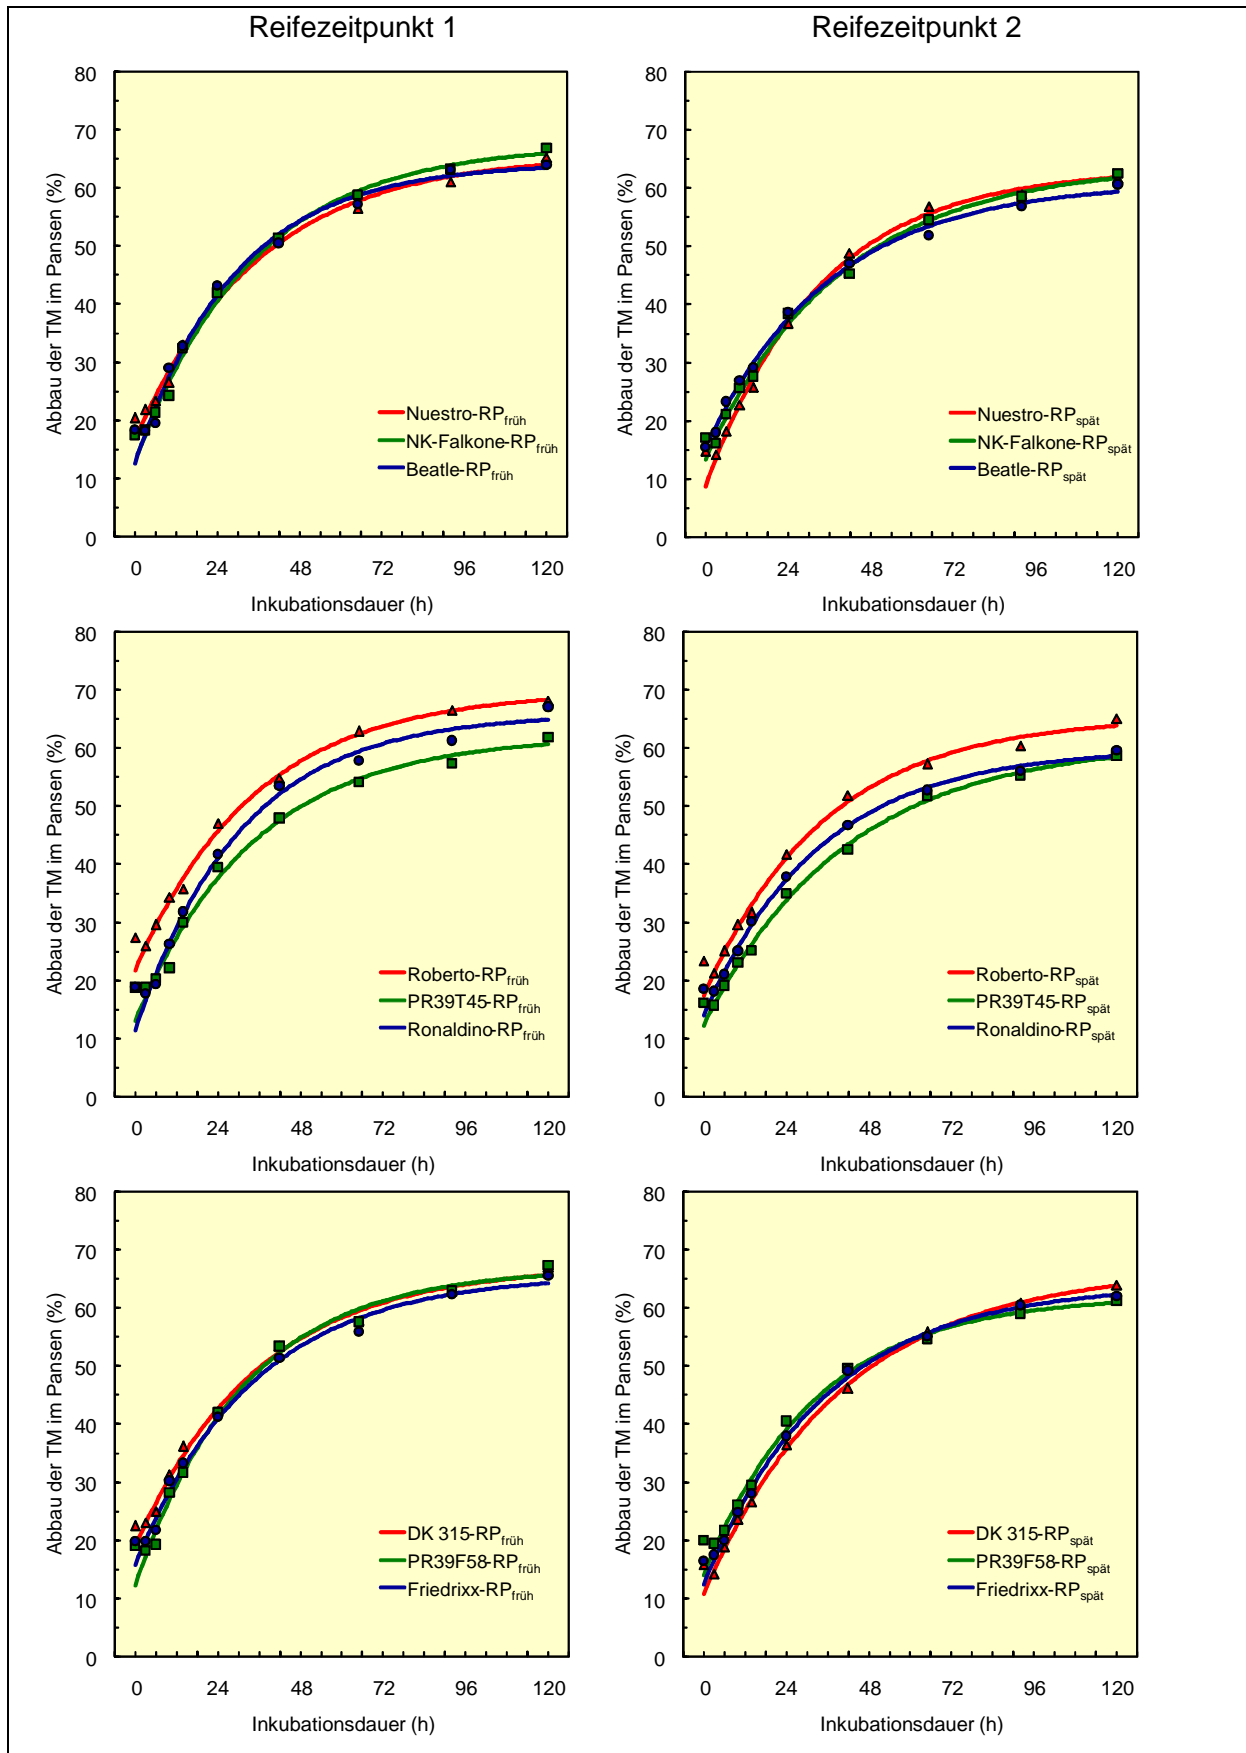 Reifezeitpunkt 1
Reifezeitpunkt 2
Abbau der TM im Pansen (%)
80
70
60
50
40
30
20
10
0
Nuestro-RPfrüh
NK-Falkone-RPfrüh
Beatle-RPfrüh
0 24 48 72 96 120
Inkubationsdauer (h)
Abbau der TM im Pansen (%)
80
70
60
50
40
30
20
10
0
Nuestro-RPspät
NK-Falkone-RPspät
Beatle-RPspät
0 24 48 72 96 120
Inkubationsdauer (h)
Abbau der TM im Pansen (%)
80
70
60
50
40
30
20
10
0
Roberto-RPfrüh
PR39T45-RPfrüh
Ronaldino-RPfrüh
0 24 48 72 96 120
Inkubationsdauer (h)
Abbau der TM im Pansen (%)
80
70
60
50
40
30
20
10
0
Roberto-RPspät
PR39T45-RPspät
Ronaldino-RPspät
0 24 48 72 96 120
Inkubationsdauer (h)
Abbau der TM im Pansen (%)
80
70
60
50
40
30
20
10
0
DK 315-RPfrüh
PR39F58-RPfrüh
Friedrixx-RPfrüh
0 24 48 72 96 120
Inkubationsdauer (h)
Abbau der TM im Pansen (%)
80
70
60
50
40
30
20
10
0
DK 315-RPspät
PR39F58-RPspät
Friedrixx-RPspät
0 24 48 72 96 120
Inkubationsdauer (h)